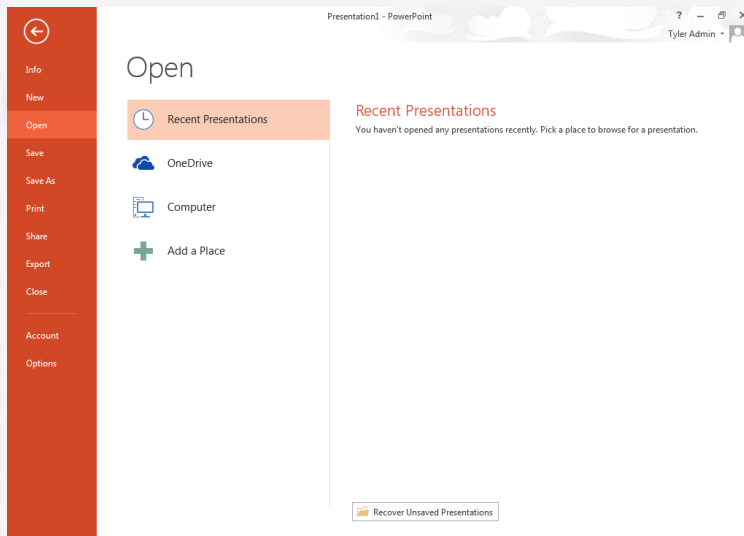 Presentation1 - PowerPoint
?
Tyler Admin
Info
New
Open
Save
Save As
Print
Share
Export
Close
Account
Options
Open
Recent Presentations
OneDrive
Computer
Add a Place
Recent Presentations
You haven't opened any presentations recently. Pick a place to browse for a presentation.
Recover Unsaved Presentations